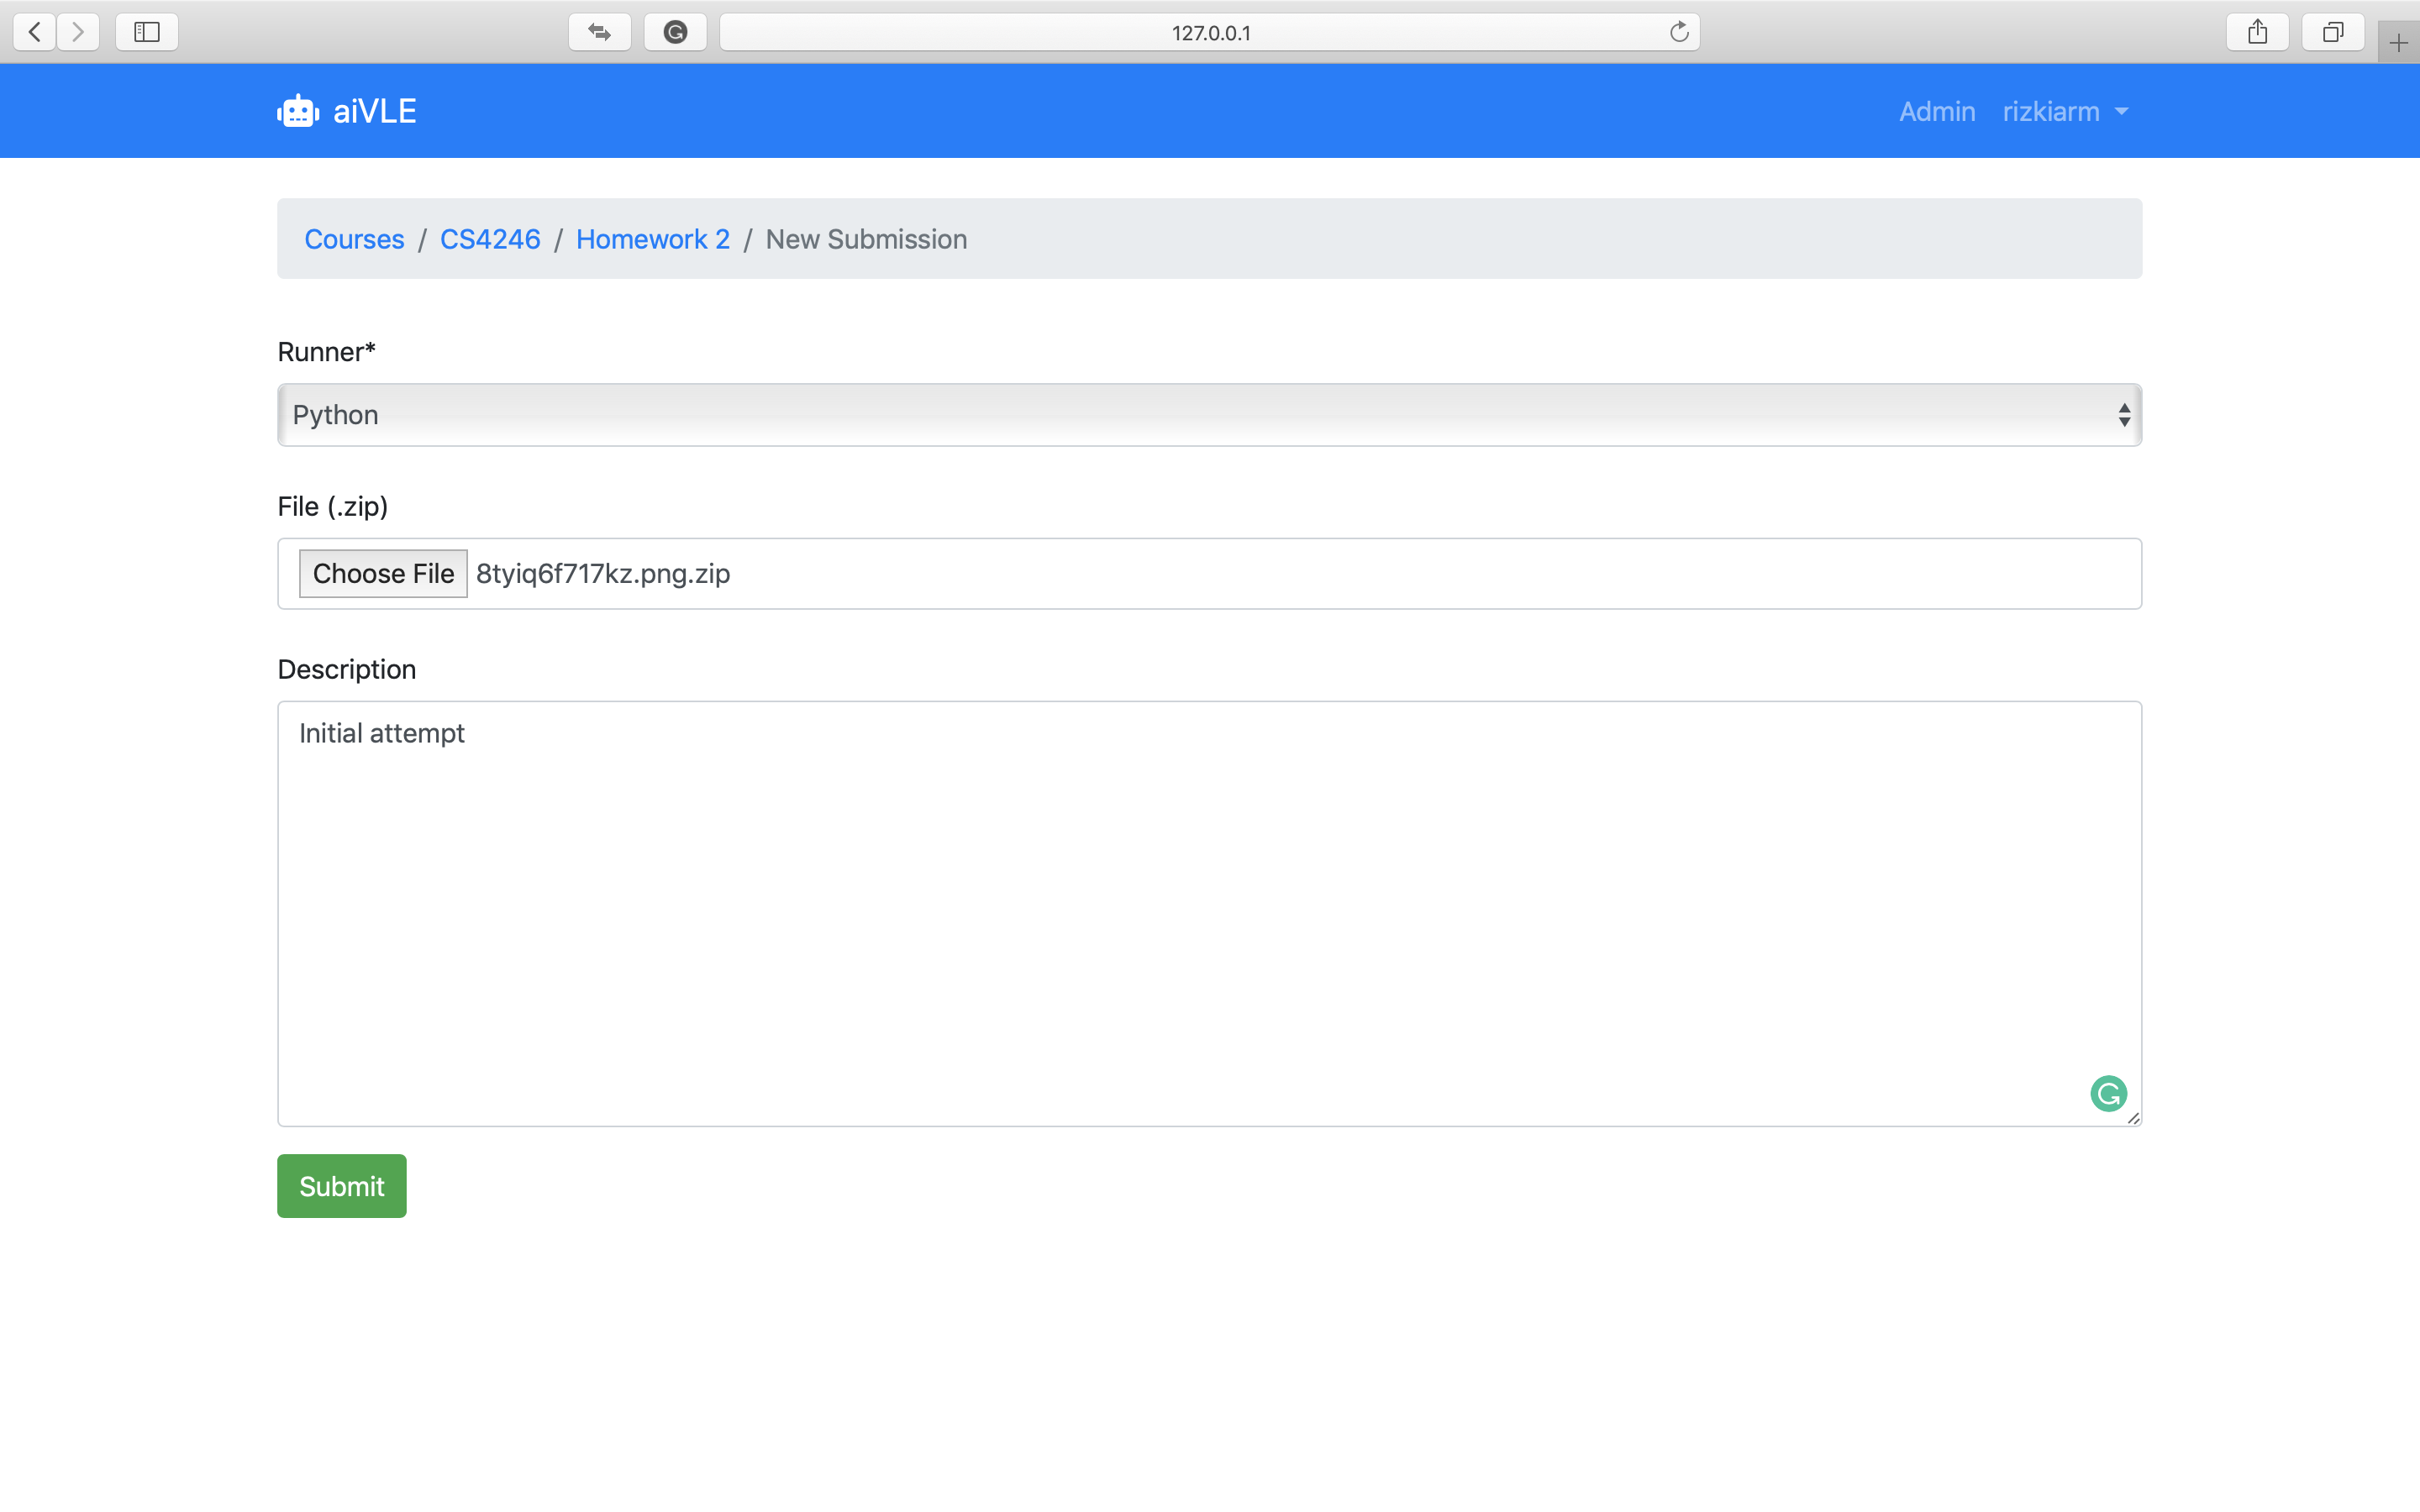 127.0.0.1
aiVLE
Admin rizkiarm
Courses / CS4246 / Homework 2 / New Submission
Runner*
Python
File (.zip)
Choose File 8tyiq6f717kz.png.zip
Description
Initial attempt
Submit